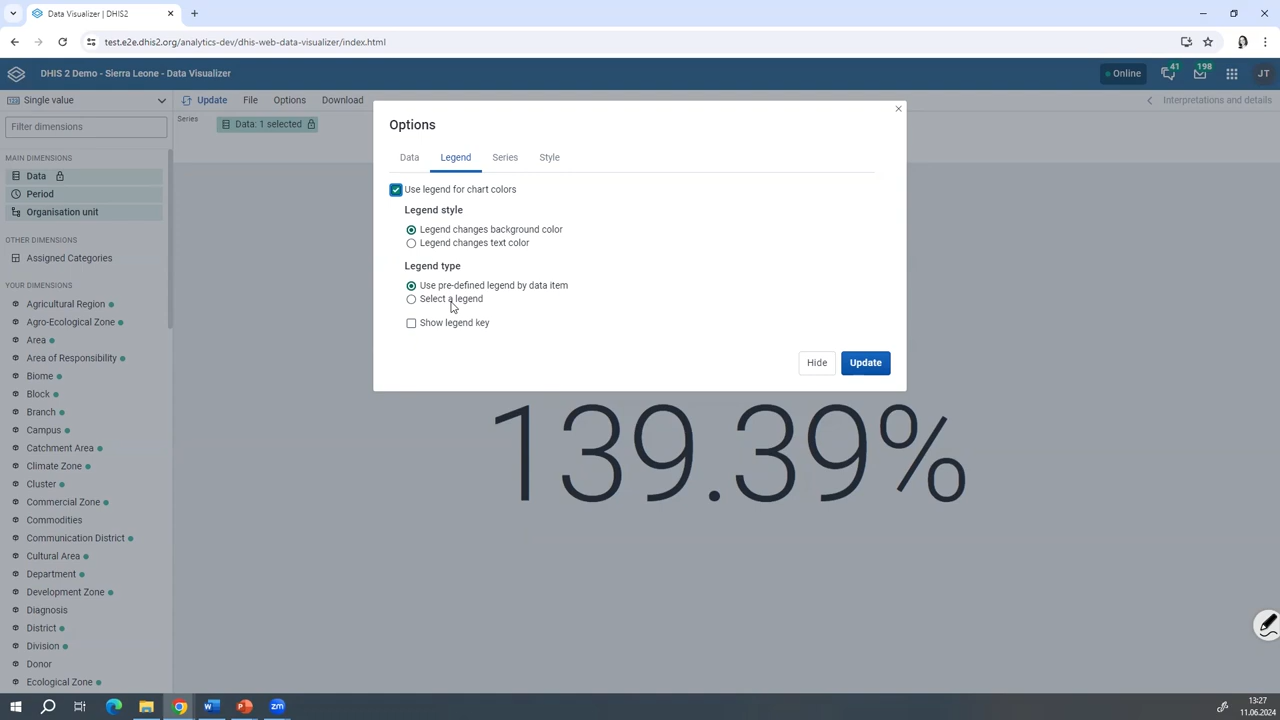 Data Visualizer | DHIS2
test.e2e.dhis2.org/analytics-dev/dhis-web-data-visualizer/index.html
DHIS 2 Demo - Sierra Leone - Data Visualizer
Online
41
198
JT
Single value
Update
File
Options
Download
Interpretations and details
Filter dimensions
Series
Data: 1 selected
MAIN DIMENSIONS
Data
Period
Organisation unit
OTHER DIMENSIONS
Assigned Categories
YOUR DIMENSIONS
Agricultural Region
Agro-Ecological Zone
Area
Area of Responsibility
Biome
Block
Branch
Campus
Catchment Area
Climate Zone
Cluster
Commercial Zone
Commodities
Communication District
Cultural Area
Department
Development Zone
Diagnosis
District
Division
Donor
Ecological Zone
Options
Data
Legend
Series
Style
Use legend for chart colors
Legend style
Legend changes background color
Legend changes text color
Legend type
Use pre-defined legend by data item
Select a legend
Show legend key
Hide
Update
139.39%
13:27
11.06.2024